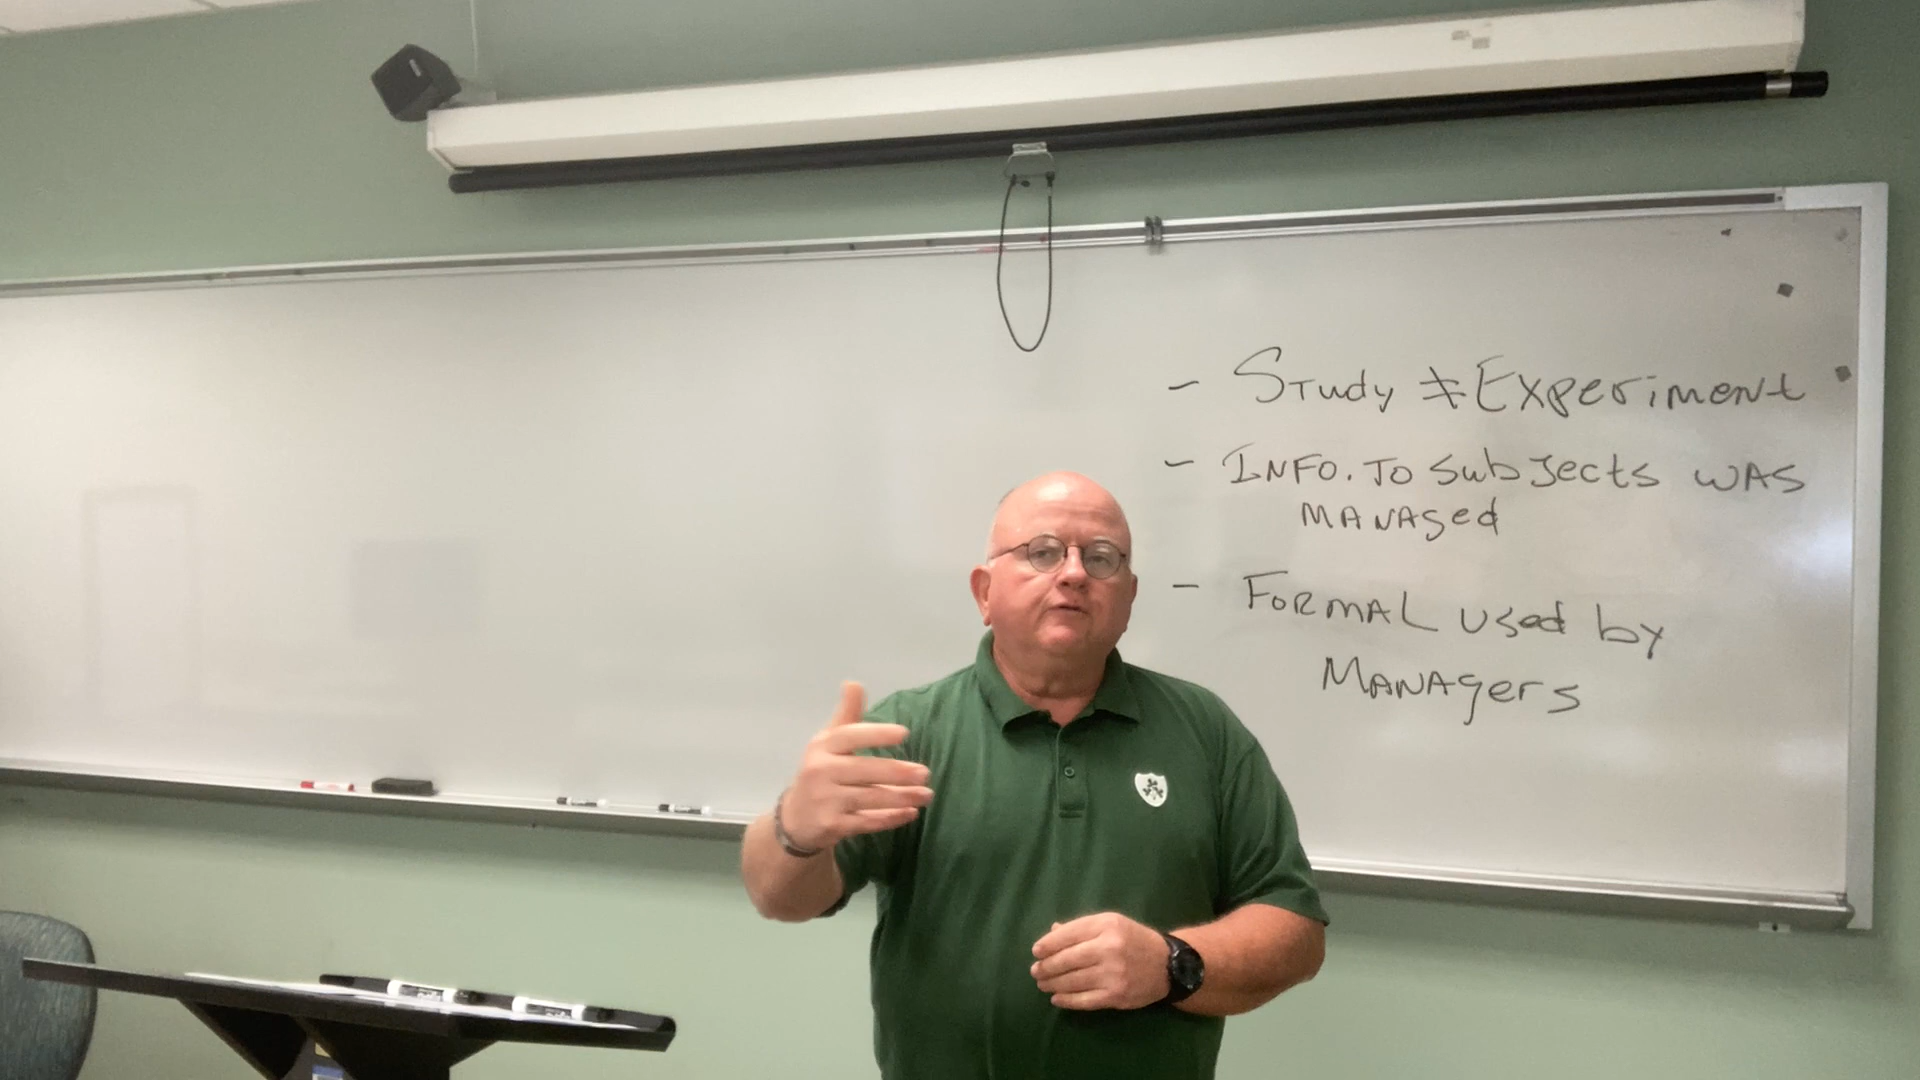 - Study ≠ Experiment
- INFO. TO SubJects WAS
MANAGed
- FORMAL used by
MANAgers